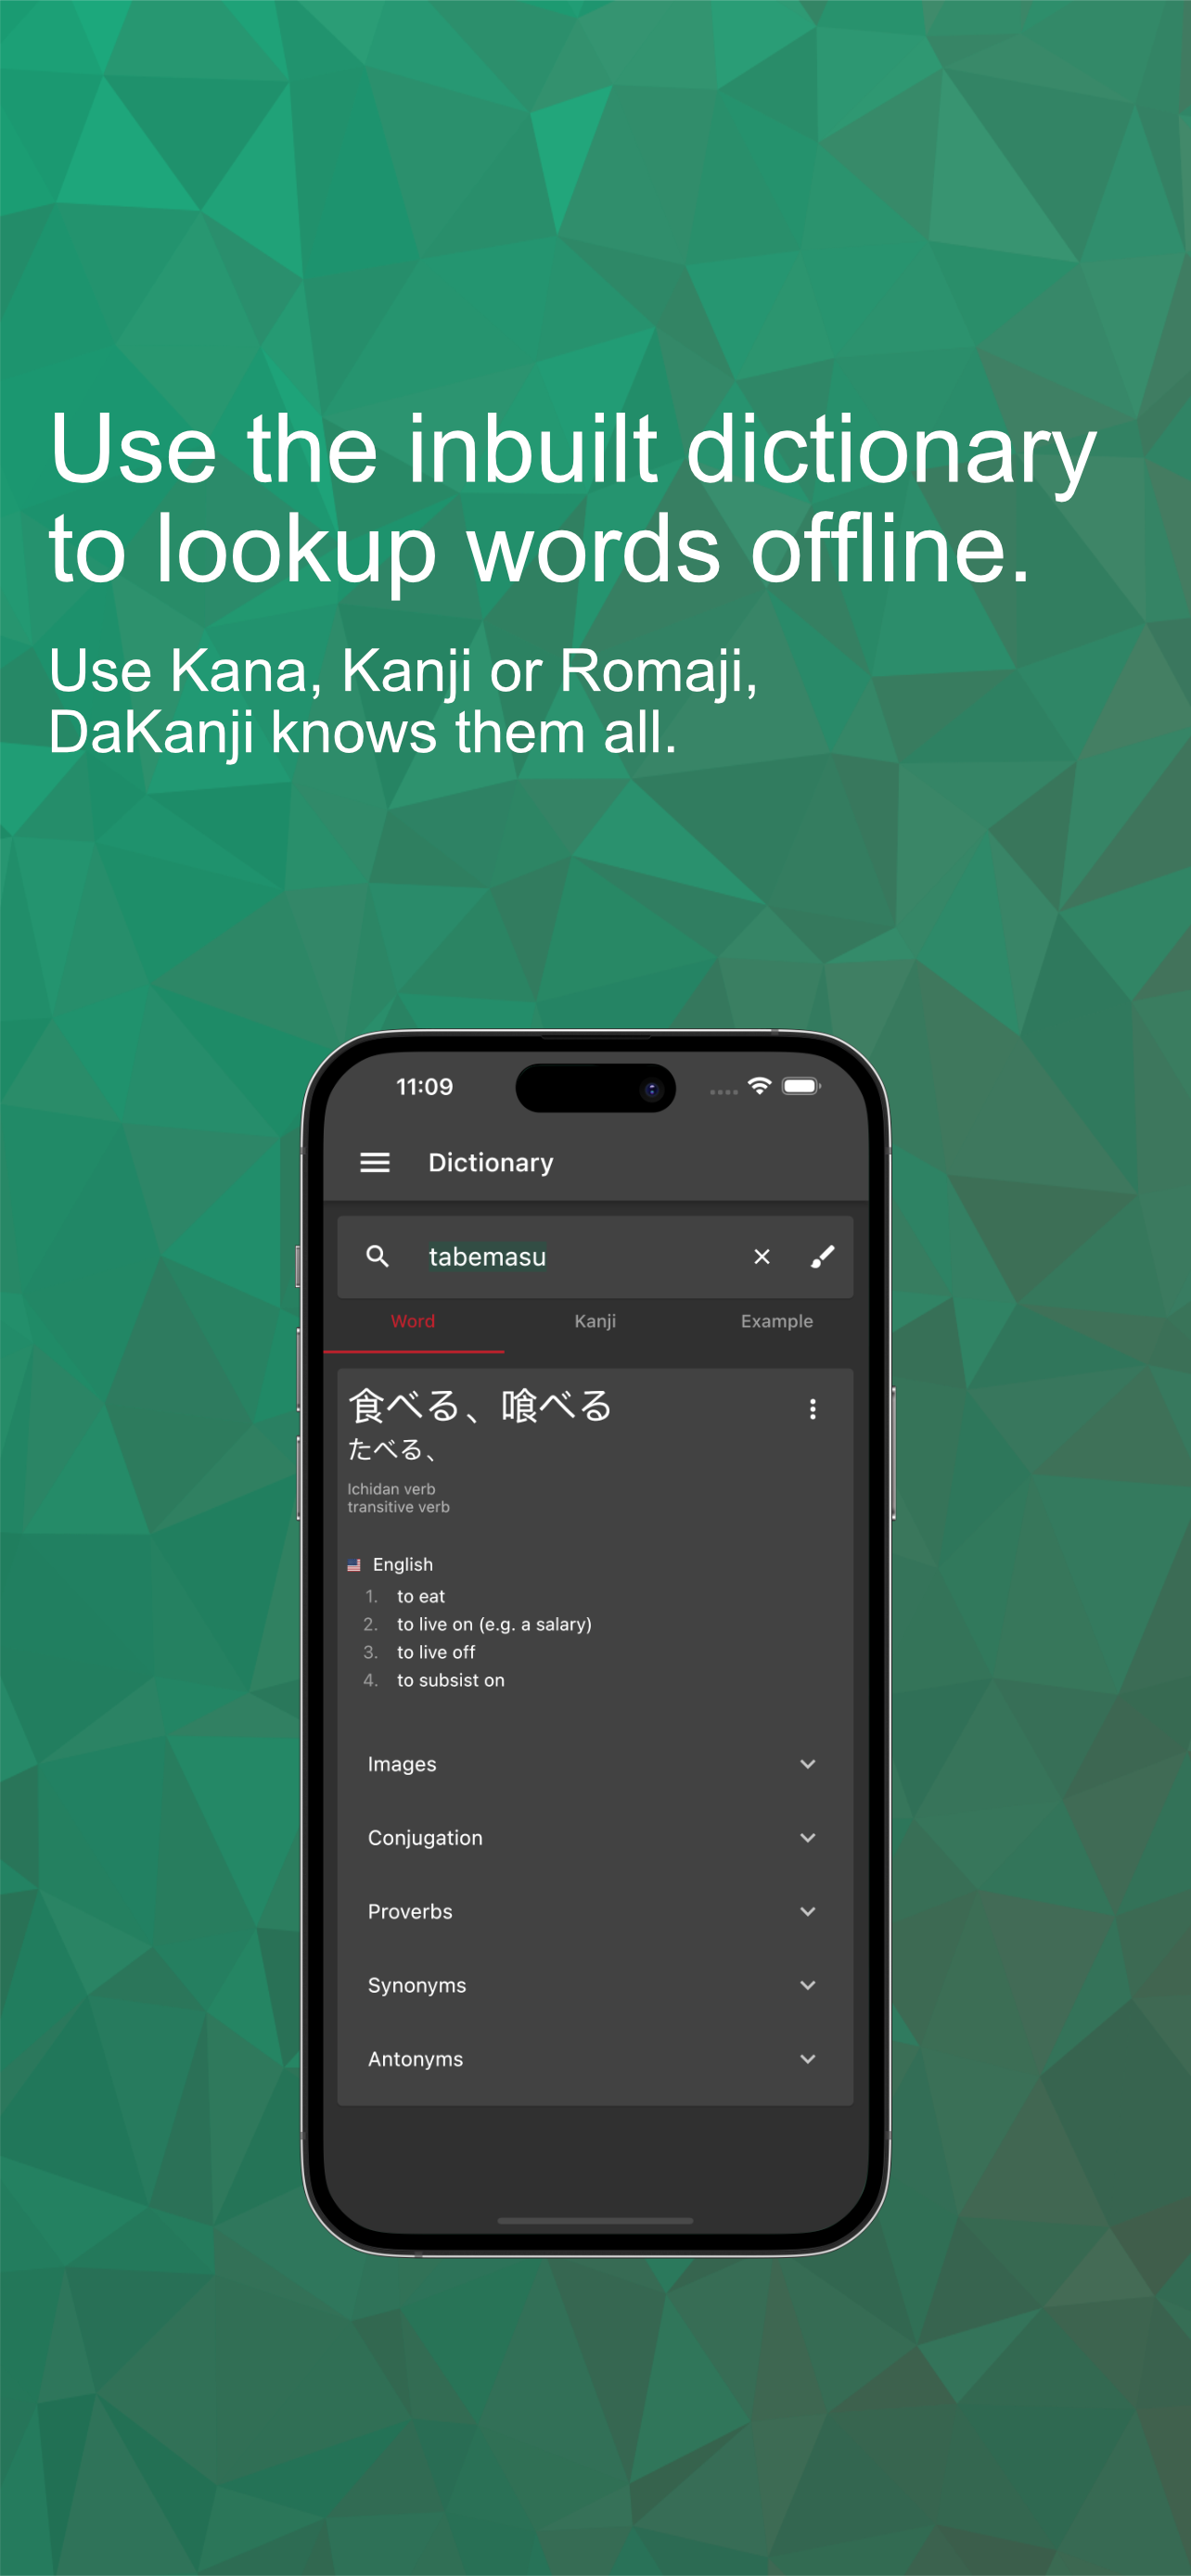 Use the inbuilt dictionary
to lookup words offline.
Use Kana, Kanji or Romaji,
DaKanji knows them all.
11:09
Dictionary
tabemasu
Word Kanji Example
食べる、喰べる
たべる、
Ichidan verb
transitive verb
English
1. to eat
2. to live on (e.g. a salary)
3. to live off
4. to subsist on
Images
Conjugation
Proverbs
Synonyms
Antonyms